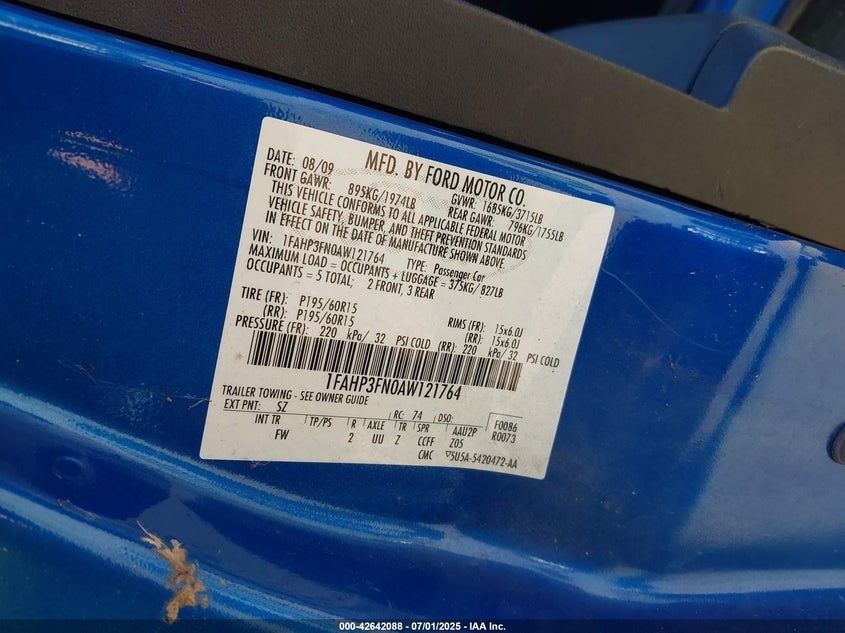 MFD. BY FORD MOTOR CO.
DATE: 08/09 GVWR: 1685KG/3715LB
FRONT GAWR: 895KG/1974LB REAR GAWR: 796KG/1755LB
THIS VEHICLE CONFORMS TO ALL APPLICABLE FEDERAL MOTOR
VEHICLE SAFETY, BUMPER, AND THEFT PREVENTION STANDARDS
IN EFFECT ON THE DATE OF MANUFACTURE SHOWN ABOVE.
VIN: 1FAHP3FN0AW121764 TYPE: Passenger Car
MAXIMUM LOAD = OCCUPANTS + LUGGAGE = 375KG/ 827LB
OCCUPANTS = 5 TOTAL; 2 FRONT, 3 REAR
TIRE (FR): P195/60R15 RIMS (FR): 15x6.0J
(RR): P195/60R15 (RR): 15x6.0J
PRESSURE (FR): 220 kPa/ 32 PSI COLD (RR): 220 kPa/ 32 PSI COLD
1FAHP3FN0AW121764
TRAILER TOWING - SEE OWNER GUIDE
EXT PNT: SZ RC: 74 DSO: F0086
INT TR TP/PS R AXLE TR SPR AAU2P R0073
FW 2 UU Z CCFF Z05
CMC 5U5A-5420472-AA
000-42642088 - 07/01/2025 - IAA Inc.